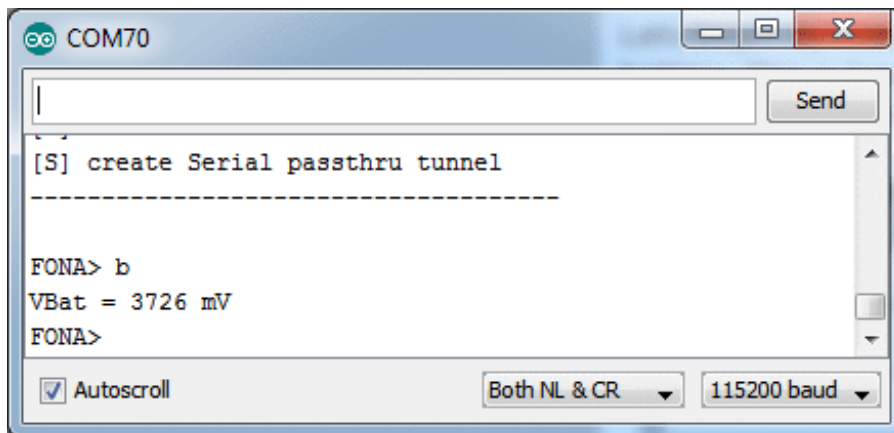 COM70
Send
[S] create Serial passthru tunnel
-------------------------------------
FONA> b
VBat = 3726 mV
FONA>
Autoscroll
Both NL & CR
115200 baud